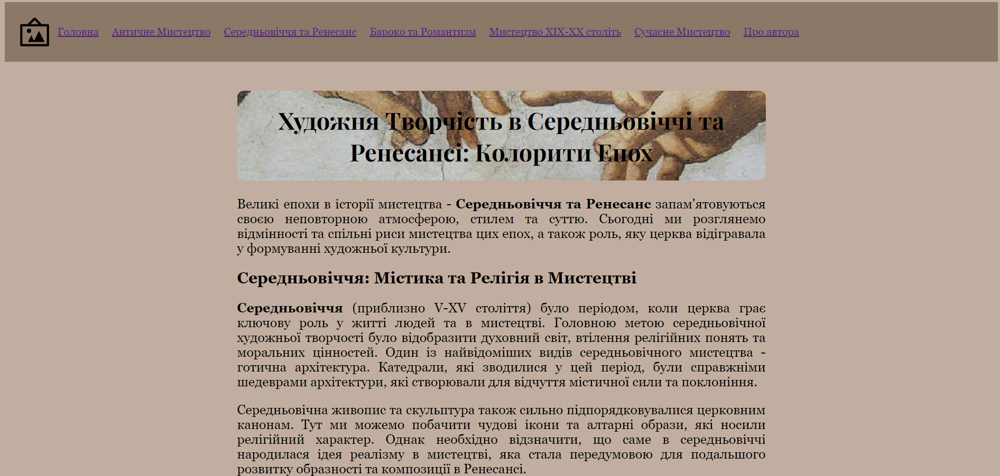 Головна Античне Мистецтво Середньовіччя та Ренесанс Бароко та Романтизм Мистецтво XIX-XX століть Сучасне Мистецтво Про автора
Художня Творчість в Середньовіччі та
Ренесансі: Колорити Епох
Великі епохи в історії мистецтва - Середньовіччя та Ренесанс запам'ятовуються
своєю неповторною атмосферою, стилем та суттю. Сьогодні ми розглянемо
відмінності та спільні риси мистецтва цих епох, а також роль, яку церква відігравала
у формуванні художньої культури.
Середньовіччя: Містика та Релігія в Мистецтві
Середньовіччя (приблизно V-XV століття) було періодом, коли церква грає
ключову роль у житті людей та в мистецтві. Головною метою середньовічної
художньої творчості було відобразити духовний світ, втілення релігійних понять та
моральних цінностей. Один із найвідоміших видів середньовічного мистецтва -
готична архітектура. Катедрали, які зводилися у цей період, були справжніми
шедеврами архітектури, які створювали для відчуття містичної сили та поклоніння.
Середньовічна живопис та скульптура також сильно підпорядковувалися церковним
канонам. Тут ми можемо побачити чудові ікони та алтарні образи, які носили
релігійний характер. Однак необхідно відзначити, що саме в середньовіччі
народилася ідея реалізму в мистецтві, яка стала передумовою для подальшого
розвитку образності та композиції в Ренесансі.